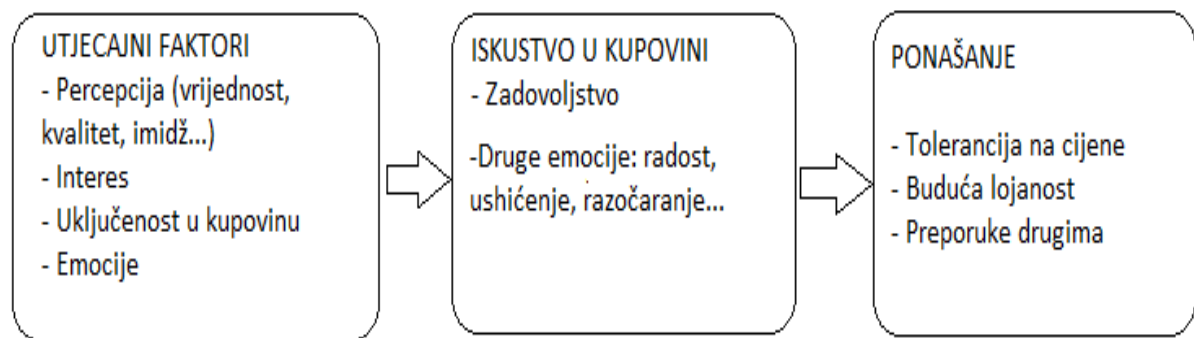 UTJECAJNI FAKTORI
- Percepcija (vrijednost,
kvalitet, imidž...)
- Interes
- Uključenost u kupovinu
- Emocije
ISKUSTVO U KUPOVINI
- Zadovoljstvo
-Druge emocije: radost,
ushićenje, razočaranje...
PONAŠANJE
- Tolerancija na cijene
- Buduća lojanost
- Preporuke drugima